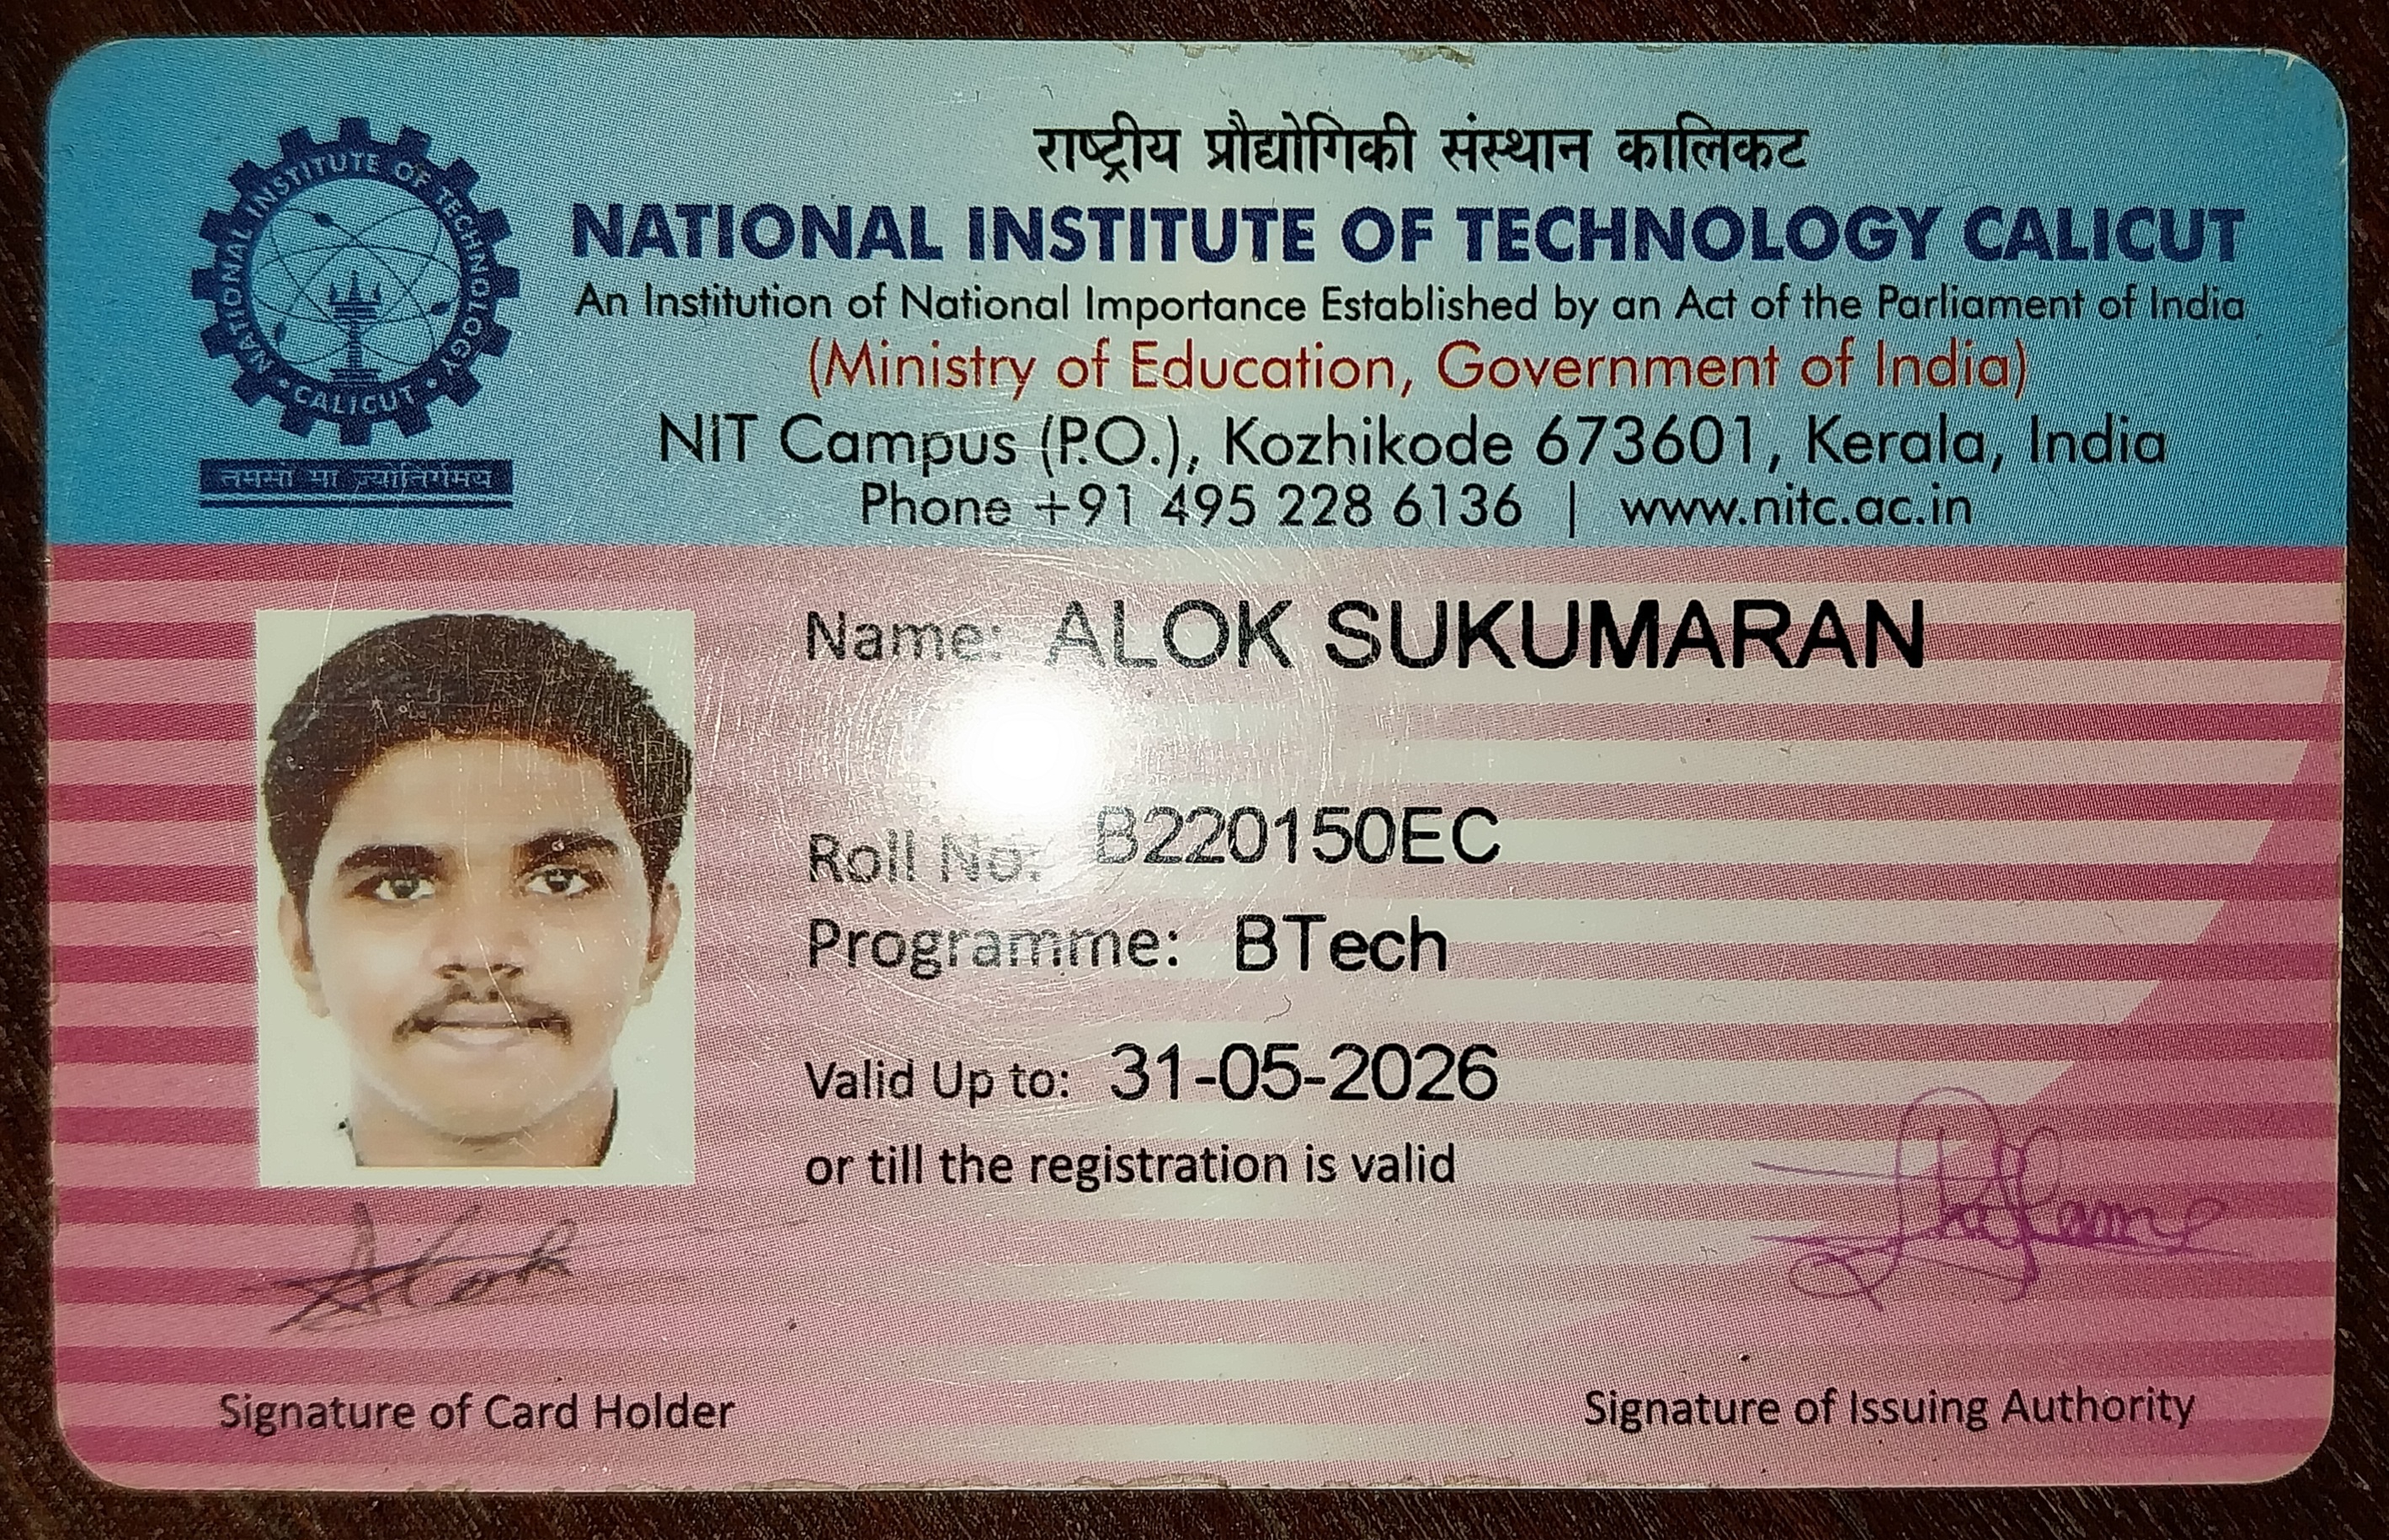 राष्ट्रीय प्रौद्योगिकी संस्थान कालिकट
NATIONAL INSTITUTE OF TECHNOLOGY CALICUT
An Institution of National Importance Established by an Act of the Parliament of India
(Ministry of Education, Government of India)
NIT Campus (P.O.), Kozhikode 673601, Kerala, India
Phone +91 495 228 6136 | www.nitc.ac.in
NATIONAL INSTITUTE OF TECHNOLOGY
• CALICUT •
तमसो मा ज्योतिर्गमय
Name: ALOK SUKUMARAN
Roll No: B220150EC
Programme: BTech
Valid Up to: 31-05-2026
or till the registration is valid
Alok
Signature of Card Holder
Signature of Issuing Authority